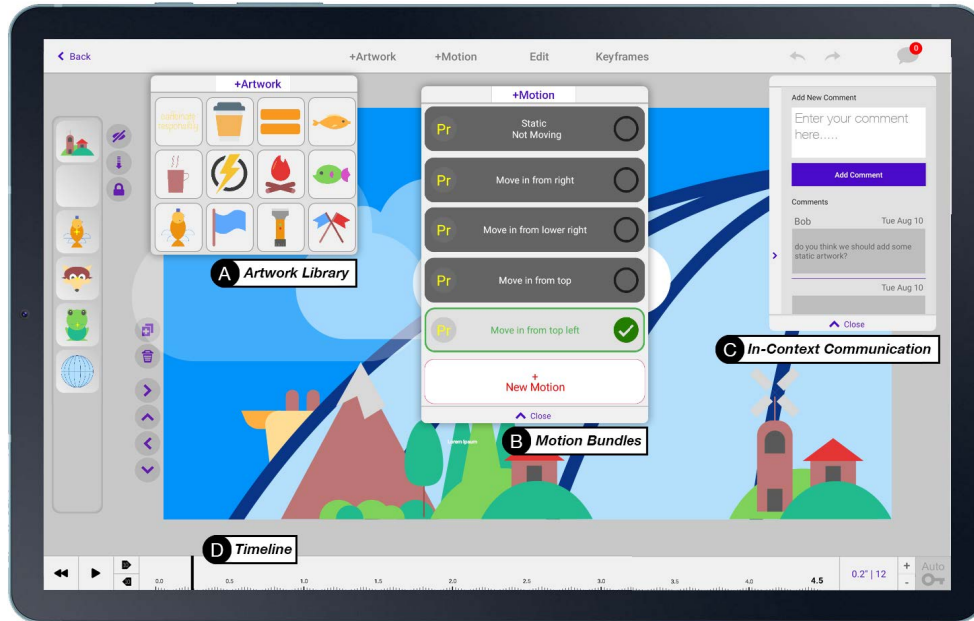 Back
+Artwork
+Motion
Edit
Keyframes
0
+Artwork
A Artwork Library
+Motion
Pr
Static
Not Moving
Pr
Move in from right
Pr
Move in from lower right
Pr
Move in from top
Pr
Move in from top left
+
New Motion
Close
B Motion Bundles
Lorem Ipsum
Add New Comment
Enter your comment
here.....
Add Comment
Comments
Bob Tue Aug 10
do you think we should add some
static artwork?
Tue Aug 10
Close
C In-Context Communication
D Timeline
0.0 0.5 1.0 1.5 2.0 2.5 3.0 3.5 4.0 4.5
0.2" | 12
+
-
Auto